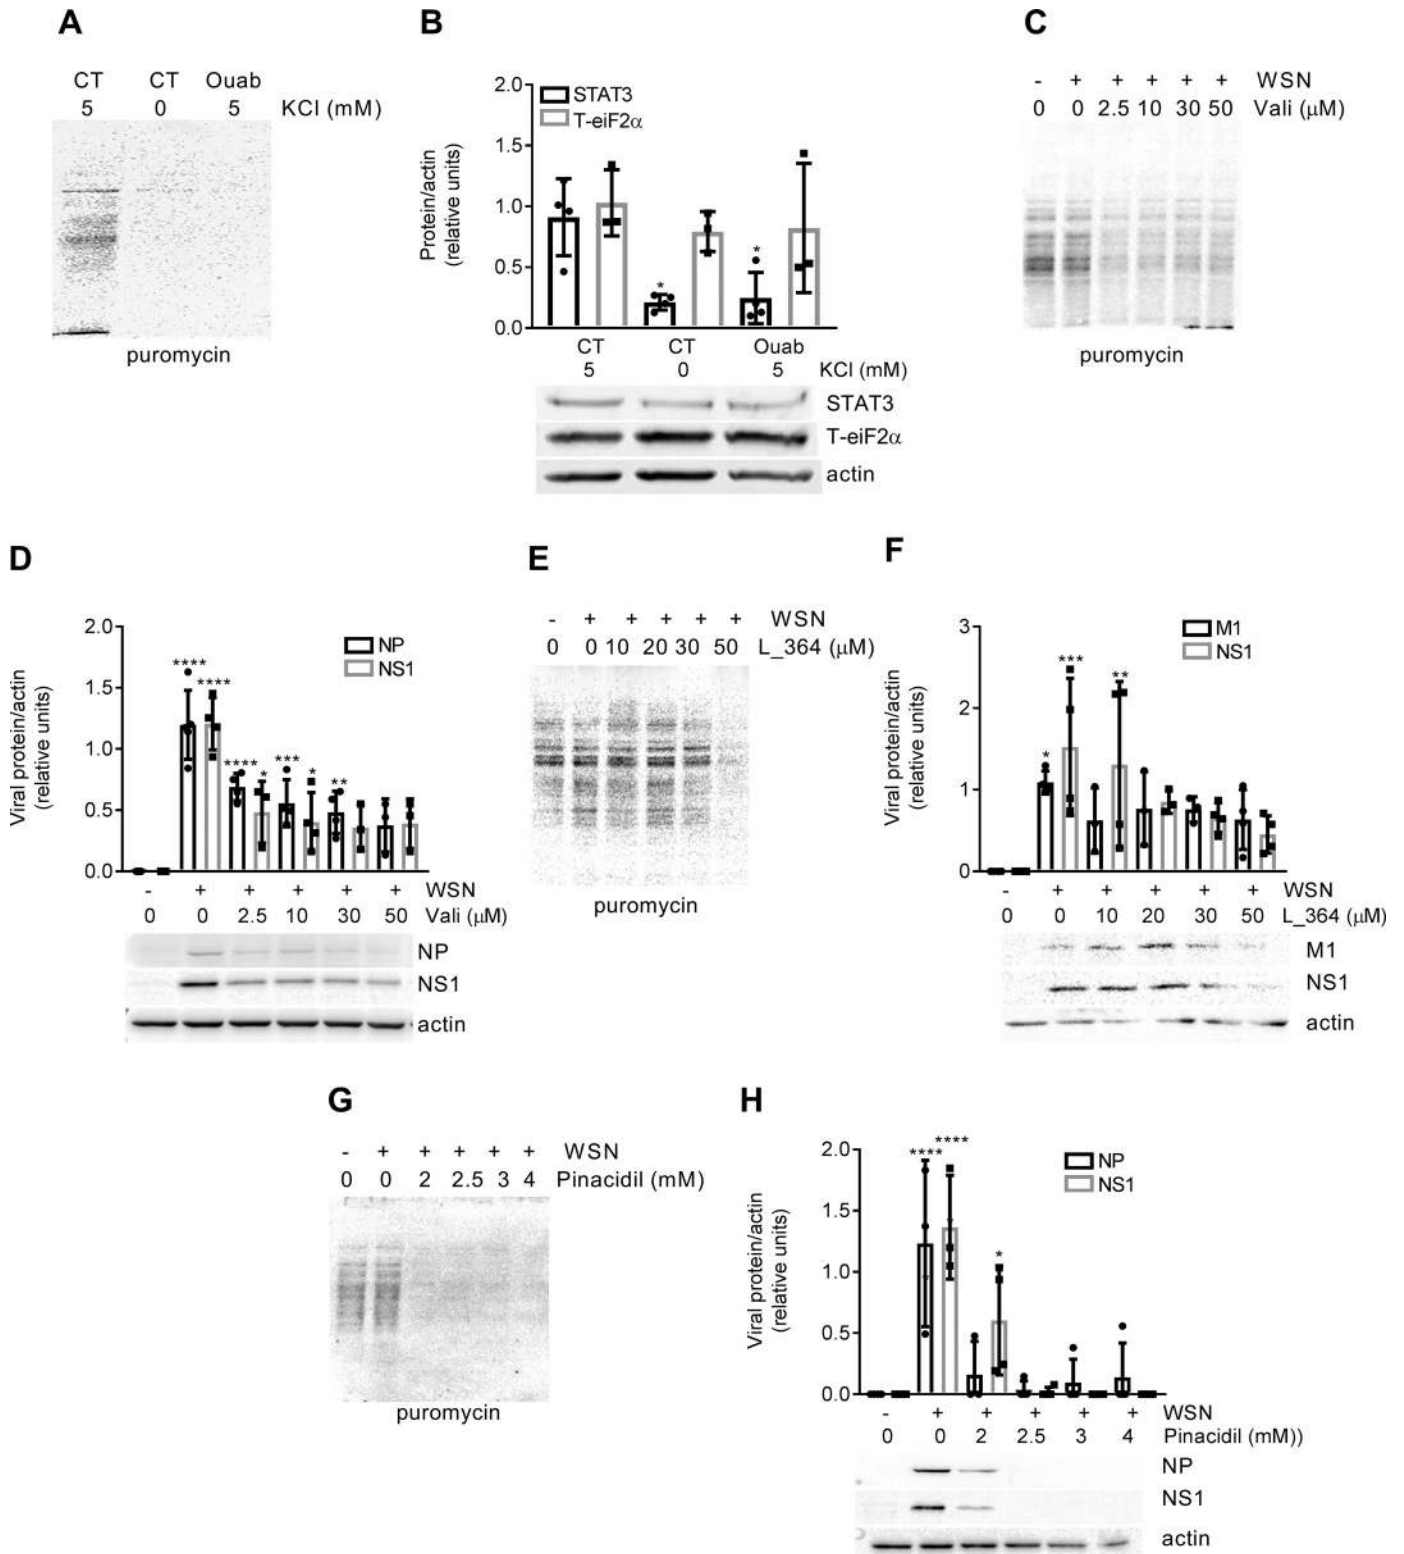 A
CT CT Ouab
5 0 5 KCl (mM)
puromycin
B
2.0
1.5
1.0
0.5
0.0
Protein/actin
(relative units)
STAT3
T-eiF2α
*
*
CT CT Ouab
5 0 5 KCl (mM)
STAT3
T-eiF2α
actin
C
- + + + + + WSN
0 0 2.5 10 30 50 Vali (μM)
puromycin
D
2.0
1.5
1.0
0.5
0.0
Viral protein/actin
(relative units)
NP
NS1
****
****
****
*
***
*
**
- + + + + + WSN
0 0 2.5 10 30 50 Vali (μM)
NP
NS1
actin
E
- + + + + + WSN
0 0 10 20 30 50 L_364 (μM)
puromycin
F
3
2
1
0
Viral protein/actin
(relative units)
M1
NS1
*
***
**
- + + + + + WSN
0 0 10 20 30 50 L_364 (μM)
M1
NS1
actin
G
- + + + + + WSN
0 0 2 2.5 3 4 Pinacidil (mM)
puromycin
H
2.0
1.5
1.0
0.5
0.0
Viral protein/actin
(relative units)
NP
NS1
****
****
*
- + + + + + WSN
0 0 2 2.5 3 4 Pinacidil (mM))
NP
NS1
actin